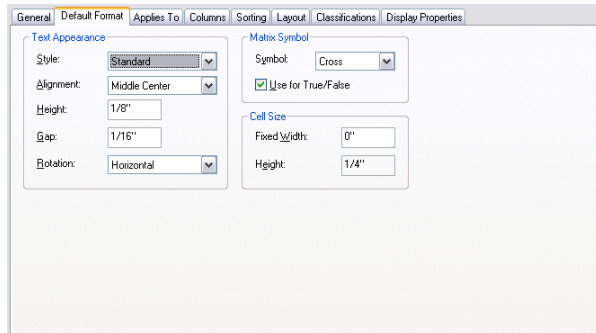 General Default Format Applies To Columns Sorting Layout Classifications Display Properties
Text Appearance
Style: Standard
Alignment: Middle Center
Height: 1/8"
Gap: 1/16"
Rotation: Horizontal
Matrix Symbol
Symbol: Cross
Use for True/False
Cell Size
Fixed Width: 0"
Height: 1/4"